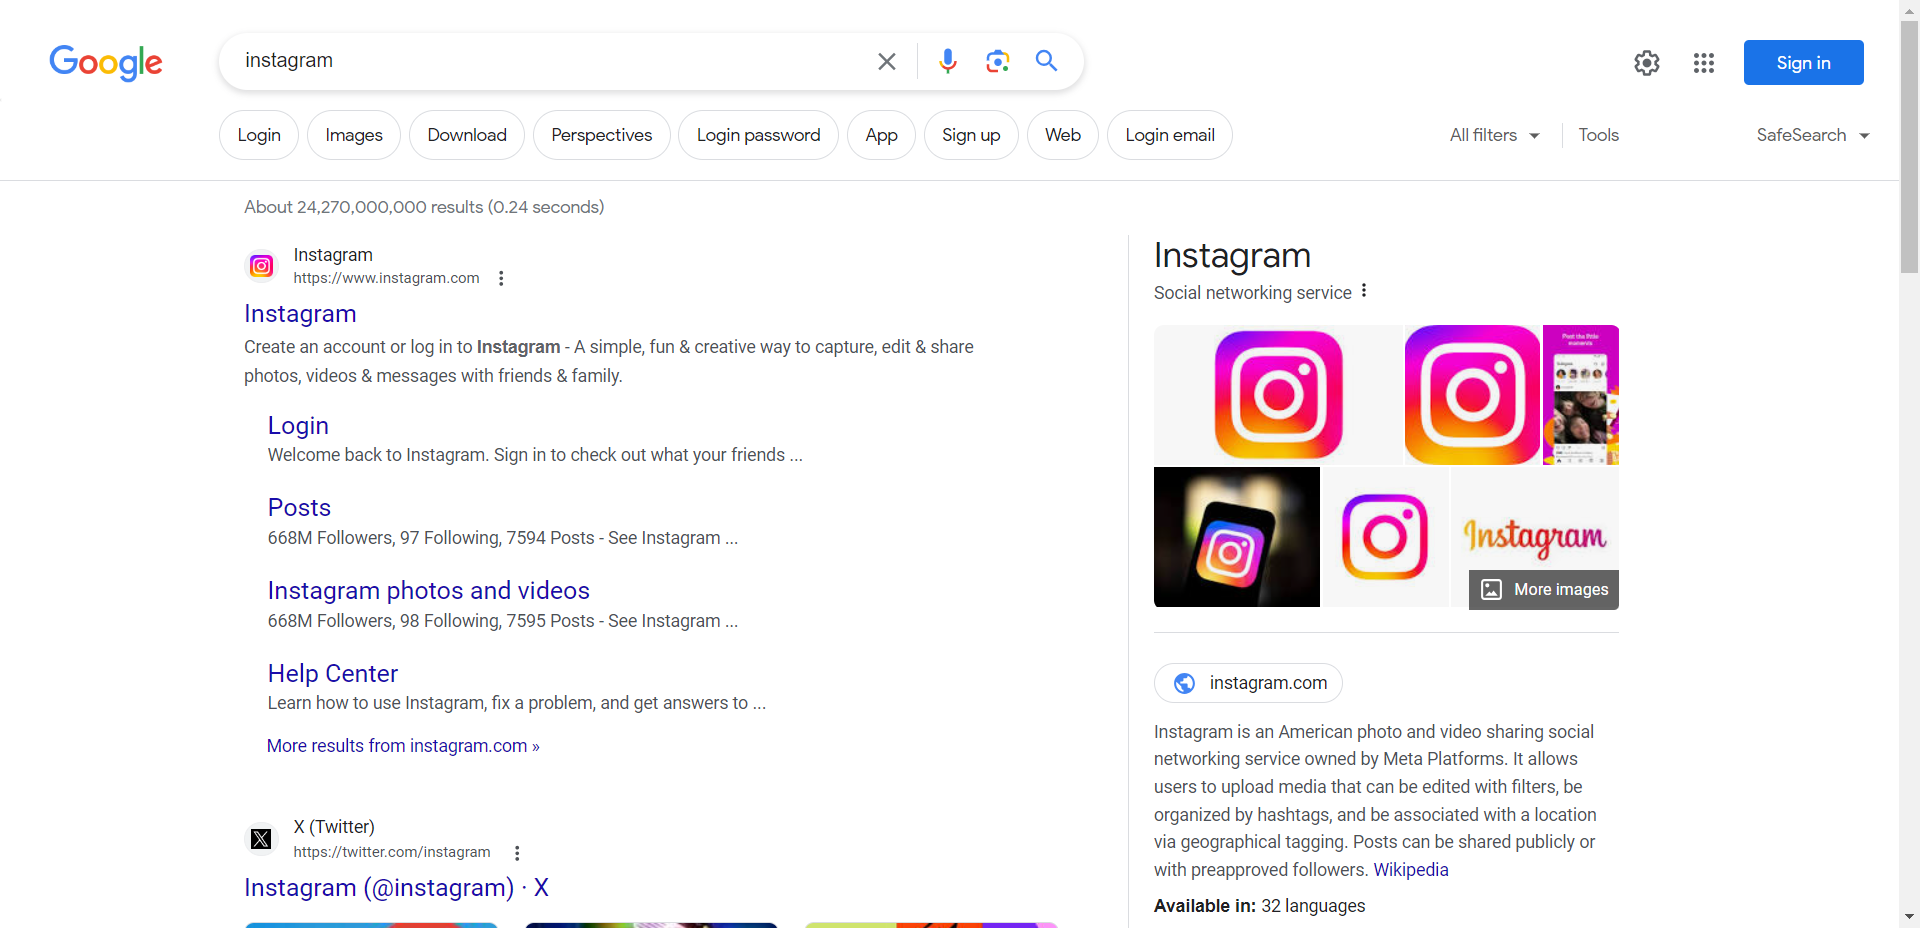 Google
instagram
Sign in
Login
Images
Download
Perspectives
Login password
App
Sign up
Web
Login email
All filters
Tools
SafeSearch
About 24,270,000,000 results (0.24 seconds)
Instagram
https://www.instagram.com
Instagram
Create an account or log in to Instagram - A simple, fun & creative way to capture, edit & share
photos, videos & messages with friends & family.
Login
Welcome back to Instagram. Sign in to check out what your friends ...
Posts
668M Followers, 97 Following, 7594 Posts - See Instagram ...
Instagram photos and videos
668M Followers, 98 Following, 7595 Posts - See Instagram ...
Help Center
Learn how to use Instagram, fix a problem, and get answers to ...
More results from instagram.com »
X (Twitter)
https://twitter.com/instagram
Instagram (@instagram) · X
Instagram
Social networking service
Post the little
moments
Instagram
More images
instagram.com
Instagram is an American photo and video sharing social
networking service owned by Meta Platforms. It allows
users to upload media that can be edited with filters, be
organized by hashtags, and be associated with a location
via geographical tagging. Posts can be shared publicly or
with preapproved followers. Wikipedia
Available in: 32 languages